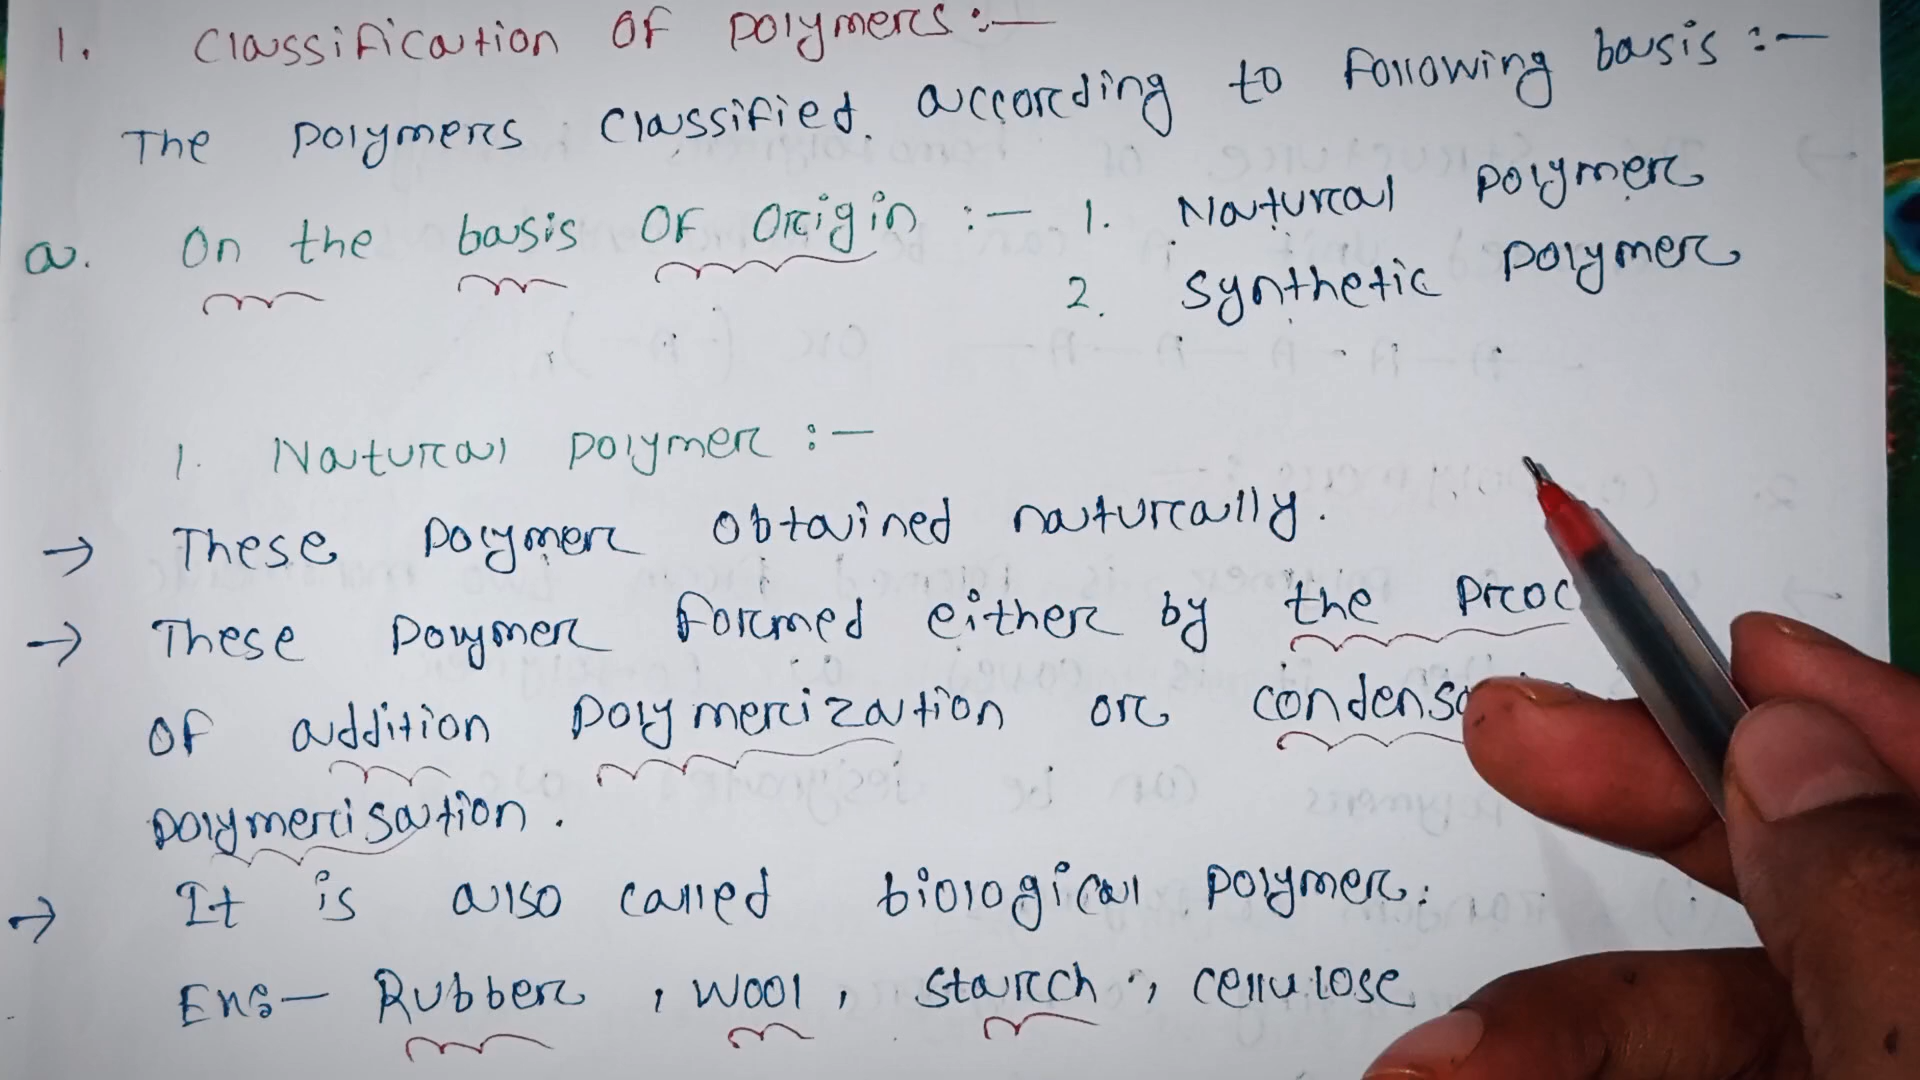 1. Classification OF polymers :-
The polymers classified according to following basis :-
a. On the basis OF Origin :- 1. Natural polymer
2. Synthetic polymer
1. Natural polymer :-
→ These polymer obtained naturally.
→ These polymer formed either by the
OF addition polymerization or
polymerisation.
→ It is also called biological polymer.
Ens- Rubber, wool, starch, cellulose